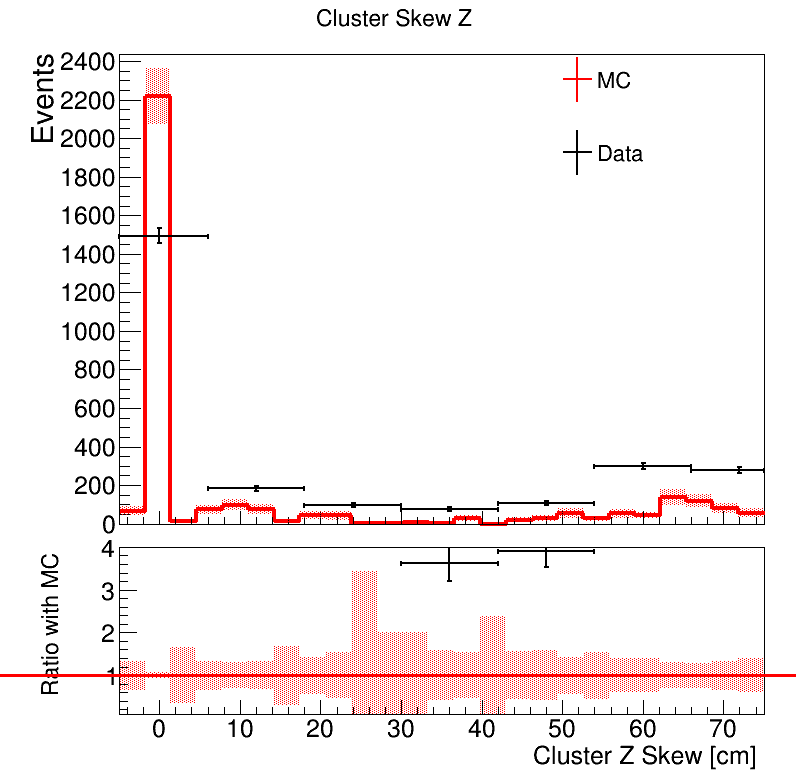 Cluster Skew Z
Events
2400
2200
2000
1800
1600
1400
1200
1000
800
600
400
200
0
MC
Data
Ratio with MC
4
3
2
1
0 10 20 30 40 50 60 70
Cluster Z Skew [cm]